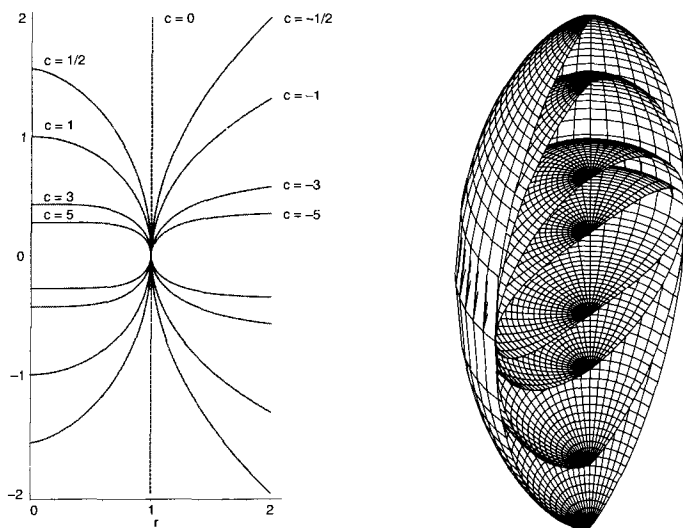 2
c = 0
c = –1/2
c = 1/2
c = –1
1
c = 1
c = 3
c = –3
c = 5
c = –5
0
–1
–2
0
1
2
r